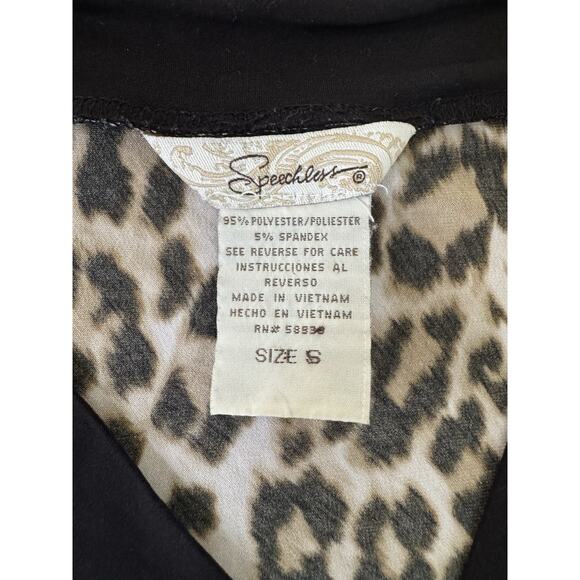 Speechless ®
95% POLYESTER/POLIESTER
5% SPANDEX
SEE REVERSE FOR CARE
INSTRUCCIONES AL
REVERSO
MADE IN VIETNAM
HECHO EN VIETNAM
RN#
SIZE S